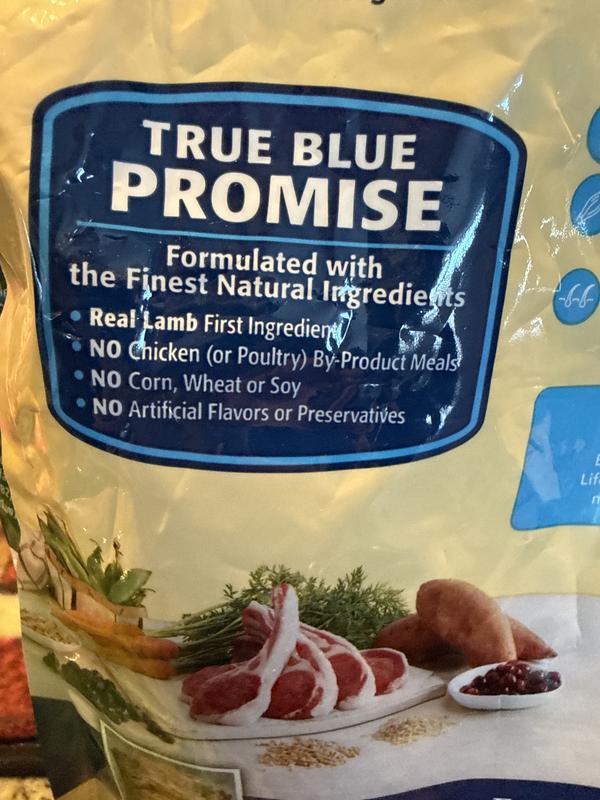 TRUE BLUE
PROMISE
Formulated with
the Finest Natural Ingredients
• Real Lamb First Ingredient
• NO Chicken (or Poultry) By-Product Meals
• NO Corn, Wheat or Soy
• NO Artificial Flavors or Preservatives